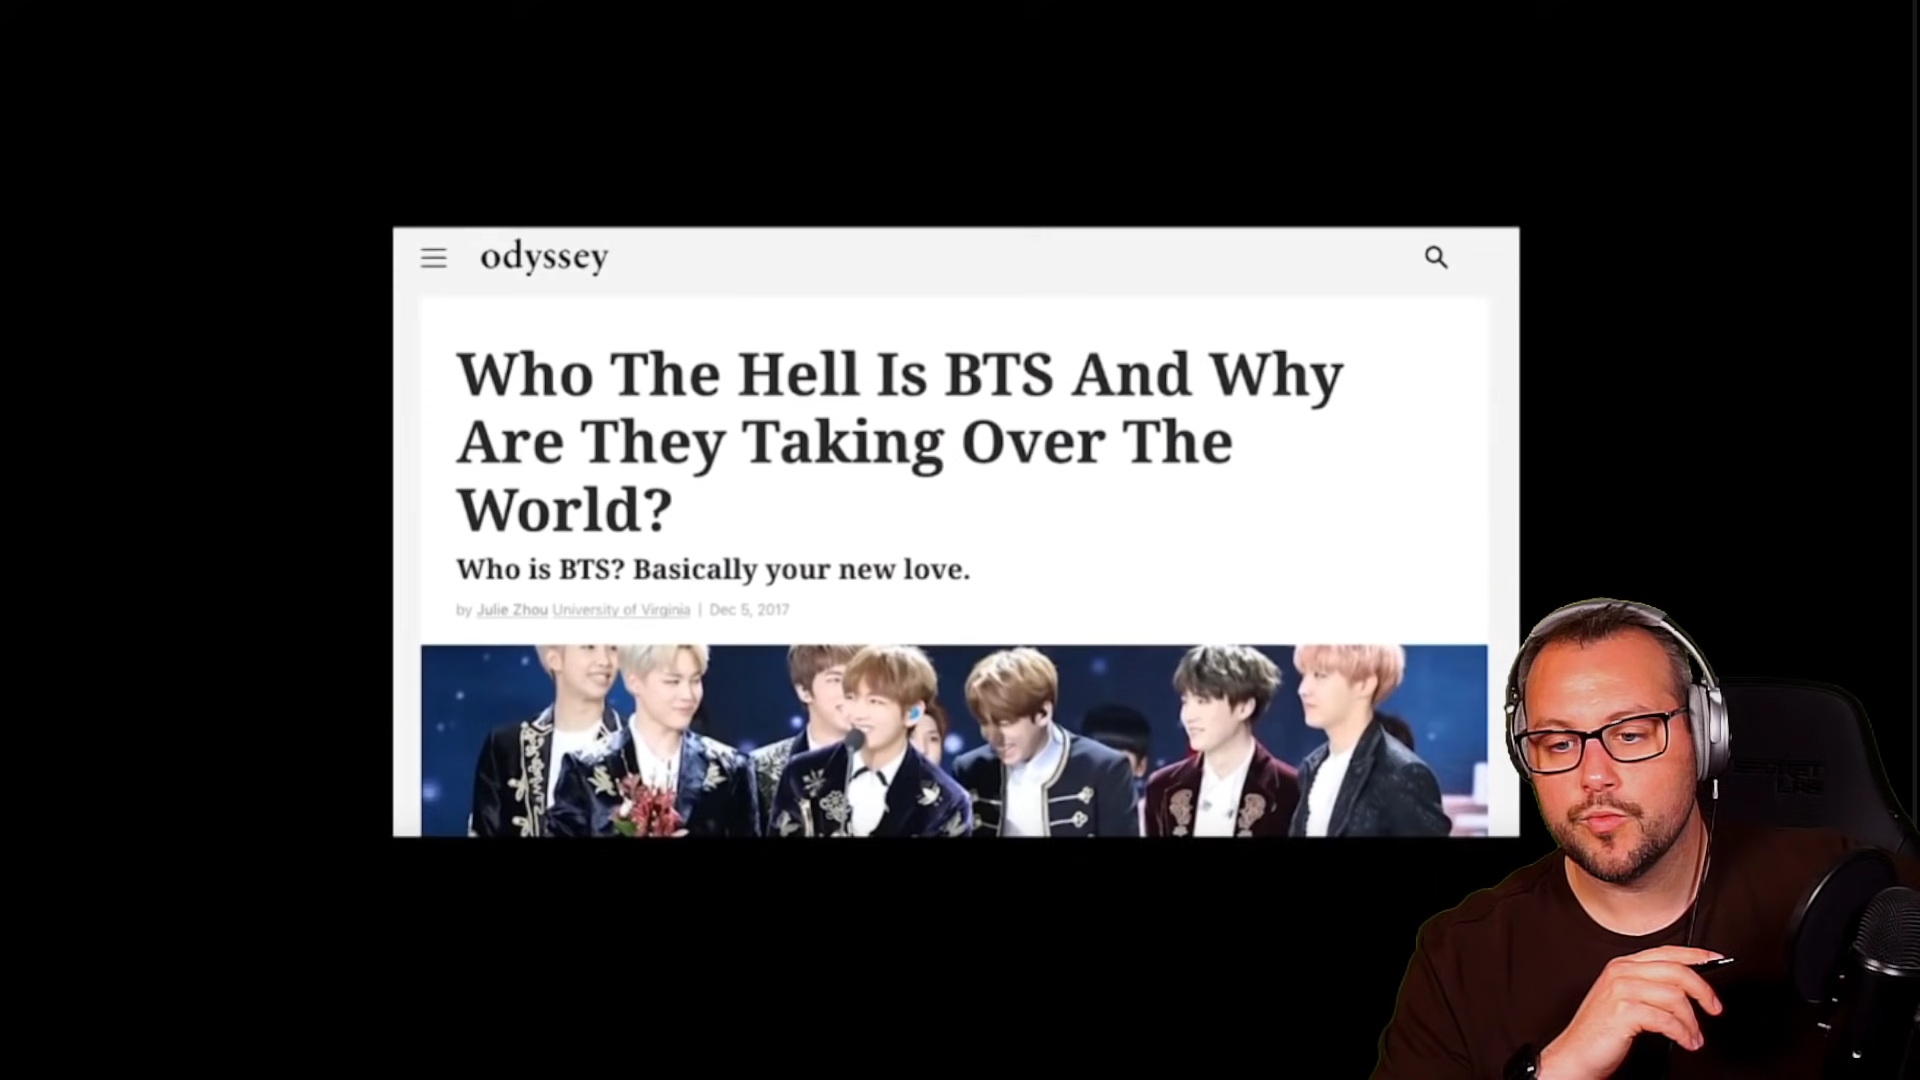 odyssey
Who The Hell Is BTS And Why
Are They Taking Over The
World?
Who is BTS? Basically your new love.
by Julie Zhou University of Virginia | Dec 5, 2017